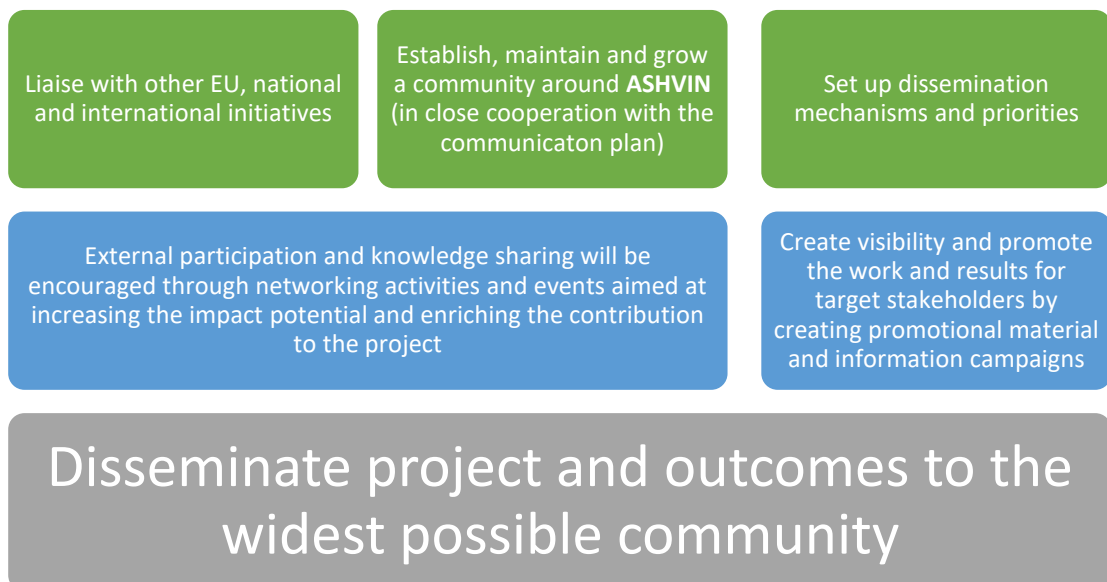 Liaise with other EU, national
and international initiatives
Establish, maintain and grow
a community around ASHVIN
(in close cooperation with the
communicaton plan)
Set up dissemination
mechanisms and priorities
External participation and knowledge sharing will be
encouraged through networking activities and events aimed at
increasing the impact potential and enriching the contribution
to the project
Create visibility and promote
the work and results for
target stakeholders by
creating promotional material
and information campaigns
Disseminate project and outcomes to the
widest possible community